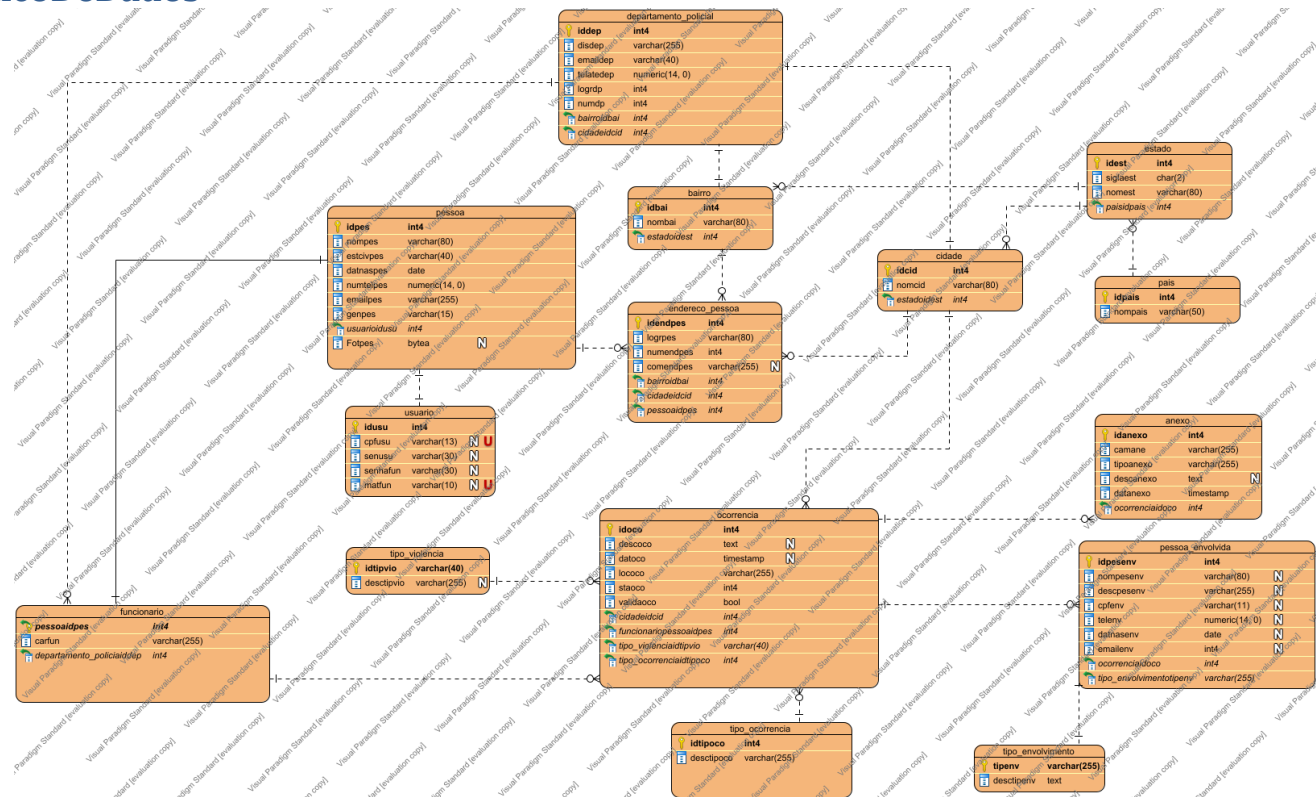 departamento_policial
iddep int4
disdep varchar(255)
emaildep varchar(40)
telatedep numeric(14, 0)
logrdp int4
numdp int4
bairroidbai int4
cidadeidcid int4
estado
idest int4
siglaest char(2)
nomest varchar(80)
paisidpais int4
bairro
idbai int4
nombai varchar(80)
estadoidest int4
pessoa
idpes int4
nompes varchar(80)
estcivpes varchar(40)
datnaspes date
numtelpes numeric(14, 0)
emailpes varchar(255)
genpes varchar(15)
usuarioidusu int4
Fotpes bytea N
cidade
idcid int4
nomcid varchar(80)
estadoidest int4
pais
idpais int4
nompais varchar(50)
endereco_pessoa
idendpes int4
logrpes varchar(80)
numendpes int4
comendpes varchar(255) N
bairroidbai int4
cidadeidcid int4
pessoaidpes int4
usuario
idusu int4
cpfusu varchar(13) N U
senusu varchar(30) N
sennafun varchar(30) N
matfun varchar(10) N U
anexo
idanexo int4
camane varchar(255)
tipoanexo varchar(255)
descanexo text N
datanexo timestamp
ocorrenciaidoco int4
ocorrencia
idoco int4
descoco text N
datoco timestamp N
lococo varchar(255)
staoco int4
validaoco bool
cidadeidcid int4
funcionariopessoaidpes int4
tipo_violenciaidtipvio varchar(40)
tipo_ocorrenciaidtipoco int4
tipo_violencia
idtipvio varchar(40)
desctipvio varchar(255) N
pessoa_envolvida
idpesenv int4
nompesenv varchar(80) N
descpesenv varchar(255) N
cpfenv varchar(11) N
telenv numeric(14, 0) N
datnasenv date N
emailenv int4 N
ocorrenciaidoco int4
tipo_envolvimentotipenv varchar(255)
funcionario
pessoaidpes int4
carfun varchar(255)
departamento_policialiddep int4
tipo_ocorrencia
idtipoco int4
desctipoco varchar(255)
tipo_envolvimento
tipenv varchar(255)
desctipenv text
Visual Paradigm Standard [evaluation copy]